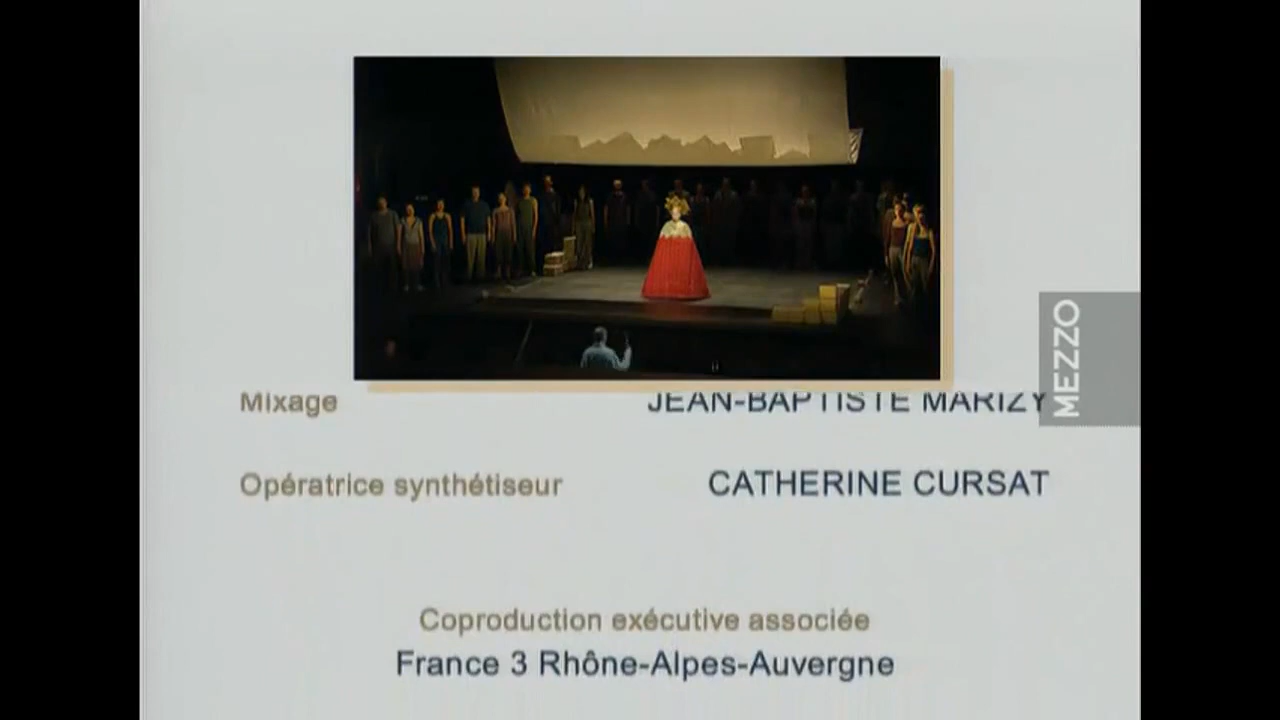 Mixage JEAN-BAPTISTE MARIZY
MEZZO
Opératrice synthétiseur CATHERINE CURSAT
Coproduction exécutive associée
France 3 Rhône-Alpes-Auvergne